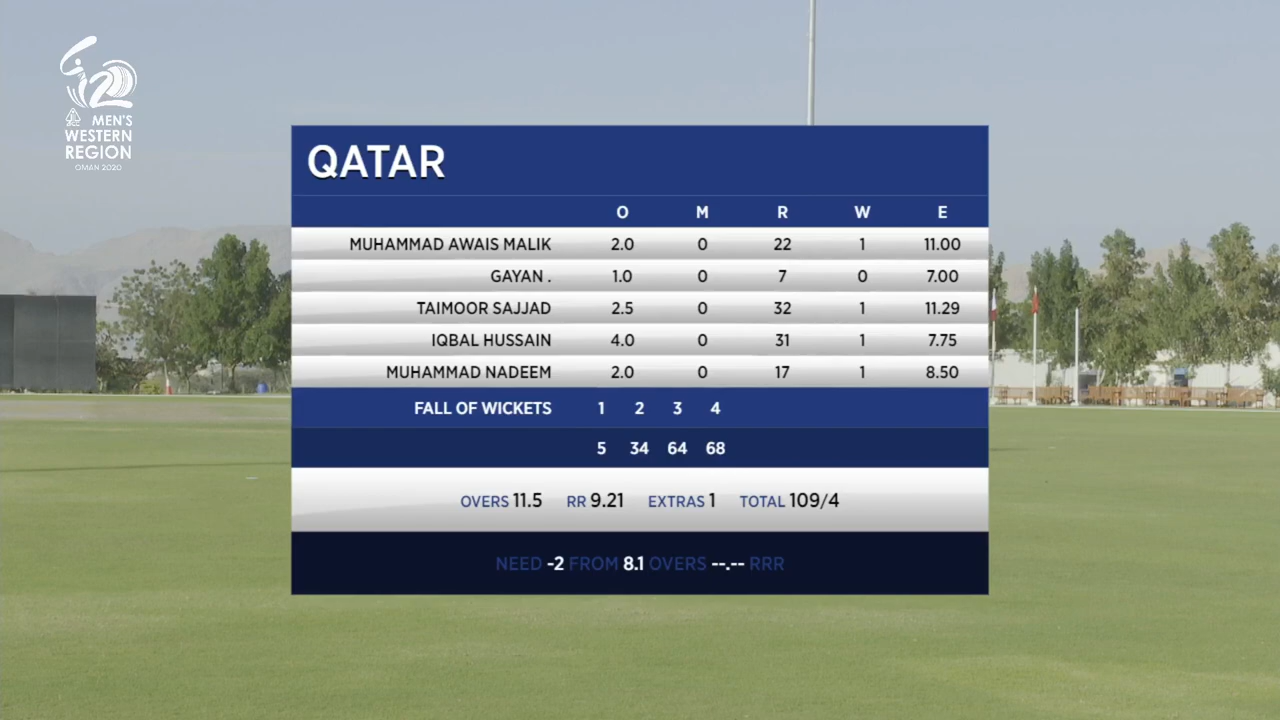 20
MEN'S
WESTERN
REGION
OMAN 2020
QATAR
O M R W E
MUHAMMAD AWAIS MALIK 2.0 0 22 1 11.00
GAYAN . 1.0 0 7 0 7.00
TAIMOOR SAJJAD 2.5 0 32 1 11.29
IQBAL HUSSAIN 4.0 0 31 1 7.75
MUHAMMAD NADEEM 2.0 0 17 1 8.50
FALL OF WICKETS 1 2 3 4
5 34 64 68
OVERS 11.5 RR 9.21 EXTRAS 1 TOTAL 109/4
NEED -2 FROM 8.1 OVERS --.-- RRR